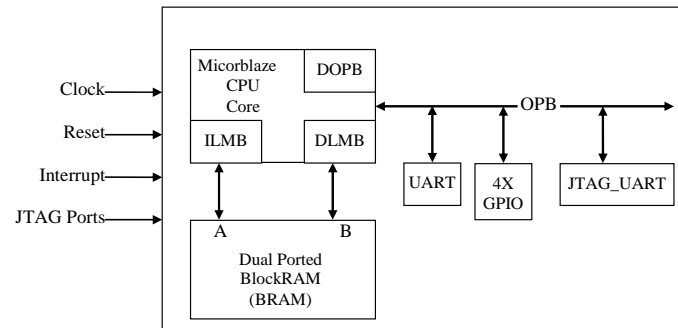 Micorblaze
CPU
Core
DOPB
ILMB
DLMB
Clock
Reset
Interrupt
JTAG Ports
OPB
UART
4X
GPIO
JTAG_UART
A
B
Dual Ported
BlockRAM
(BRAM)